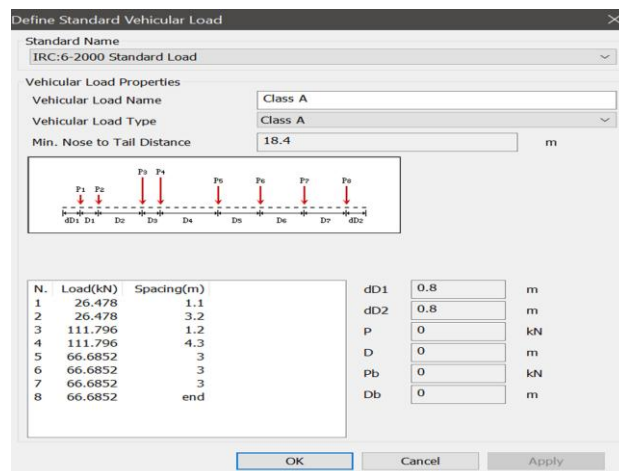 Define Standard Vehicular Load
Standard Name
IRC:6-2000 Standard Load
Vehicular Load Properties
Vehicular Load Name Class A
Vehicular Load Type Class A
Min. Nose to Tail Distance 18.4 m
P1 P2 P3 P4 P5 P6 P7 P8
dD1 D1 D2 D3 D4 D5 D6 D7 dD2
N. Load(kN) Spacing(m)
1 26.478 1.1
2 26.478 3.2
3 111.796 1.2
4 111.796 4.3
5 66.6852 3
6 66.6852 3
7 66.6852 3
8 66.6852 end
dD1 0.8 m
dD2 0.8 m
P 0 kN
D 0 m
Pb 0 kN
Db 0 m
OK Cancel Apply